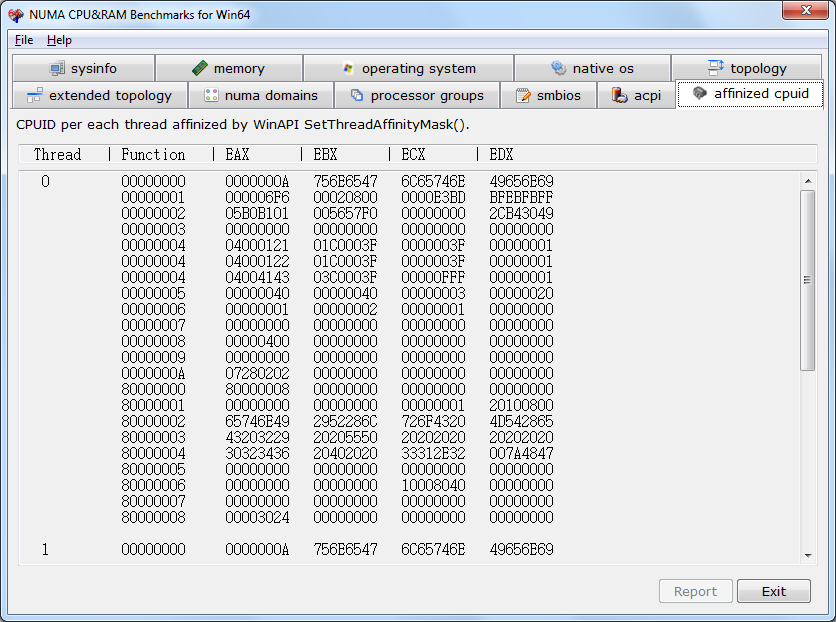 NUMA CPU&RAM Benchmarks for Win64
File Help
sysinfo memory operating system native os topology
extended topology numa domains processor groups smbios acpi affinized cpuid
CPUID per each thread affinized by WinAPI SetThreadAffinityMask().
Thread | Function | EAX | EBX | ECX | EDX
0 00000000 0000000A 756E6547 6C65746E 49656E69
00000001 000006F6 00020800 0000E3BD BFEBFBFF
00000002 05B0B101 005657F0 00000000 2CB43049
00000003 00000000 00000000 00000000 00000000
00000004 04000121 01C0003F 0000003F 00000001
00000004 04000122 01C0003F 0000003F 00000001
00000004 04004143 03C0003F 00000FFF 00000001
00000005 00000040 00000040 00000003 00000020
00000006 00000001 00000002 00000001 00000000
00000007 00000000 00000000 00000000 00000000
00000008 00000400 00000000 00000000 00000000
00000009 00000000 00000000 00000000 00000000
0000000A 07280202 00000000 00000000 00000000
80000000 80000008 00000000 00000000 00000000
80000001 00000000 00000000 00000001 20100800
80000002 65746E49 2952286C 726F4320 4D542865
80000003 43203229 20205550 20202020 20202020
80000004 30323436 20402020 33312E32 007A4847
80000005 00000000 00000000 00000000 00000000
80000006 00000000 00000000 10008040 00000000
80000007 00000000 00000000 00000000 00000000
80000008 00003024 00000000 00000000 00000000
1 00000000 0000000A 756E6547 6C65746E 49656E69
Report Exit